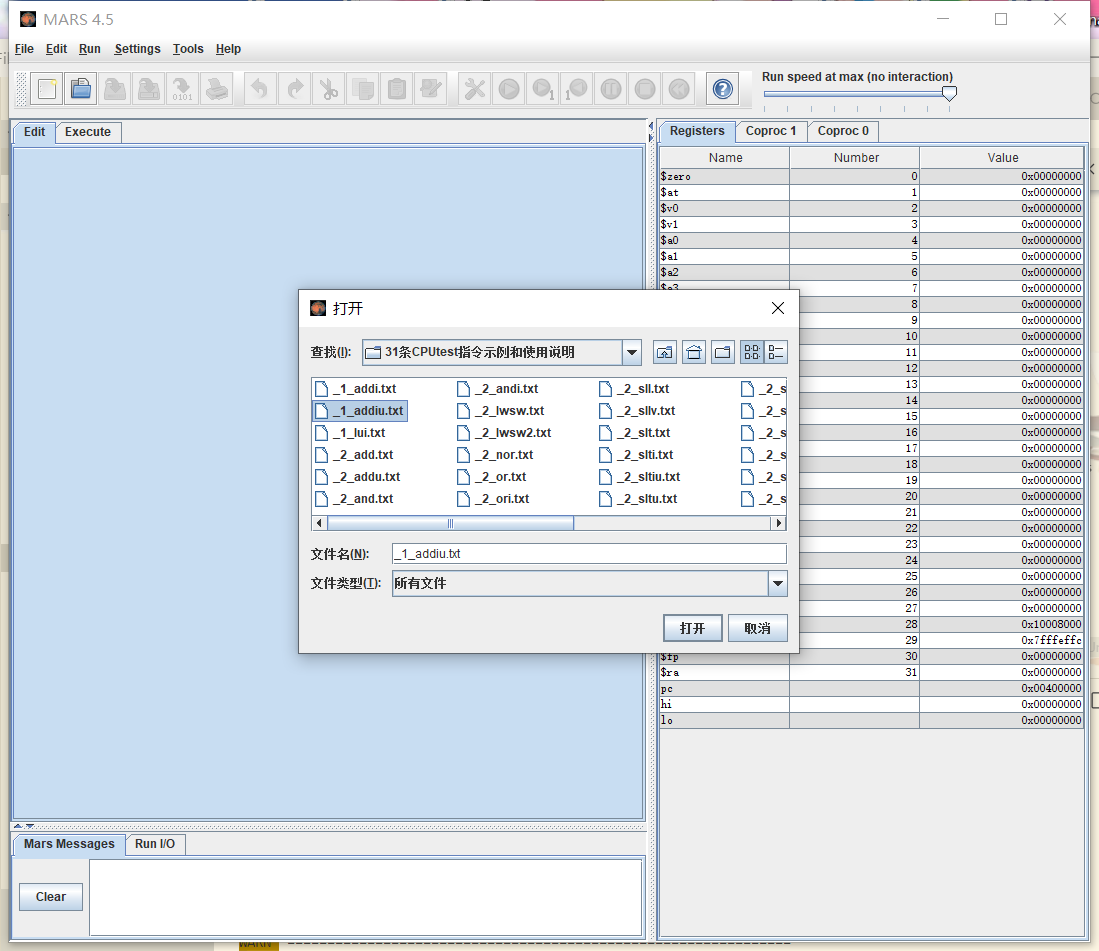 MARS 4.5
File Edit Run Settings Tools Help
Run speed at max (no interaction)
Edit Execute
Registers Coproc 1 Coproc 0
Name Number Value
$zero 0 0x00000000
$at 1 0x00000000
$v0 2 0x00000000
$v1 3 0x00000000
$a0 4 0x00000000
$a1 5 0x00000000
$a2 6 0x00000000
$a3 7 0x00000000
8 0x00000000
9 0x00000000
10 0x00000000
11 0x00000000
12 0x00000000
13 0x00000000
14 0x00000000
15 0x00000000
16 0x00000000
17 0x00000000
18 0x00000000
19 0x00000000
20 0x00000000
21 0x00000000
22 0x00000000
23 0x00000000
24 0x00000000
25 0x00000000
26 0x00000000
27 0x00000000
28 0x10008000
29 0x7fffeffc
$fp 30 0x00000000
$ra 31 0x00000000
pc 0x00400000
hi 0x00000000
lo 0x00000000
打开
查找(I): 31条CPUtest指令示例和使用说明
_1_addi.txt _2_andi.txt _2_sll.txt _2_s
_1_addiu.txt _2_lwsw.txt _2_sllv.txt _2_s
_1_lui.txt _2_lwsw2.txt _2_slt.txt _2_s
_2_add.txt _2_nor.txt _2_slti.txt _2_s
_2_addu.txt _2_or.txt _2_sltiu.txt _2_s
_2_and.txt _2_ori.txt _2_sltu.txt _2_s
文件名(N): _1_addiu.txt
文件类型(T): 所有文件
打开 取消
Mars Messages Run I/O
Clear